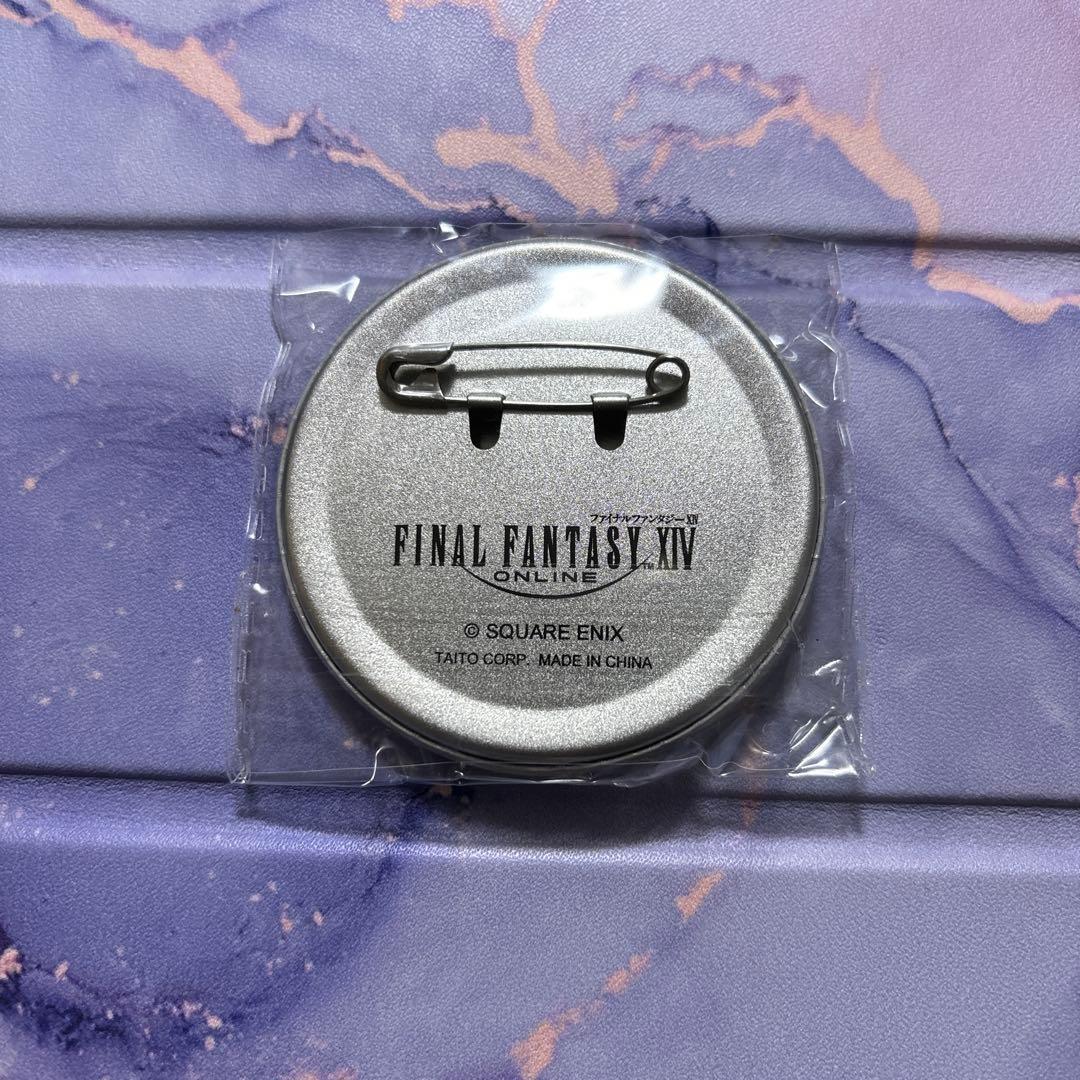 ファイナルファンタジーXIV
FINAL FANTASY XIV
TM
ONLINE
© SQUARE ENIX
TAITO CORP. MADE IN CHINA